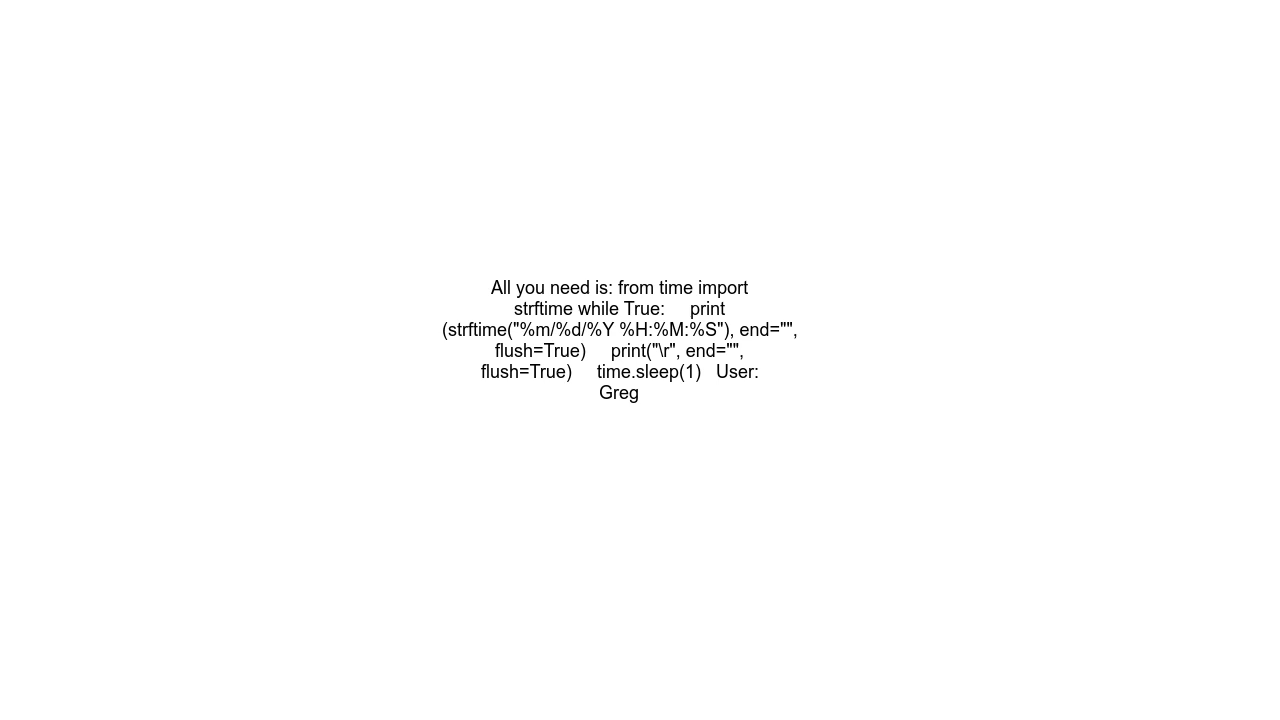 All you need is: from time import
strftime while True:     print
(strftime("%m/%d/%Y %H:%M:%S"), end="",
flush=True)     print("\r", end="",
flush=True)     time.sleep(1)   User:
Greg